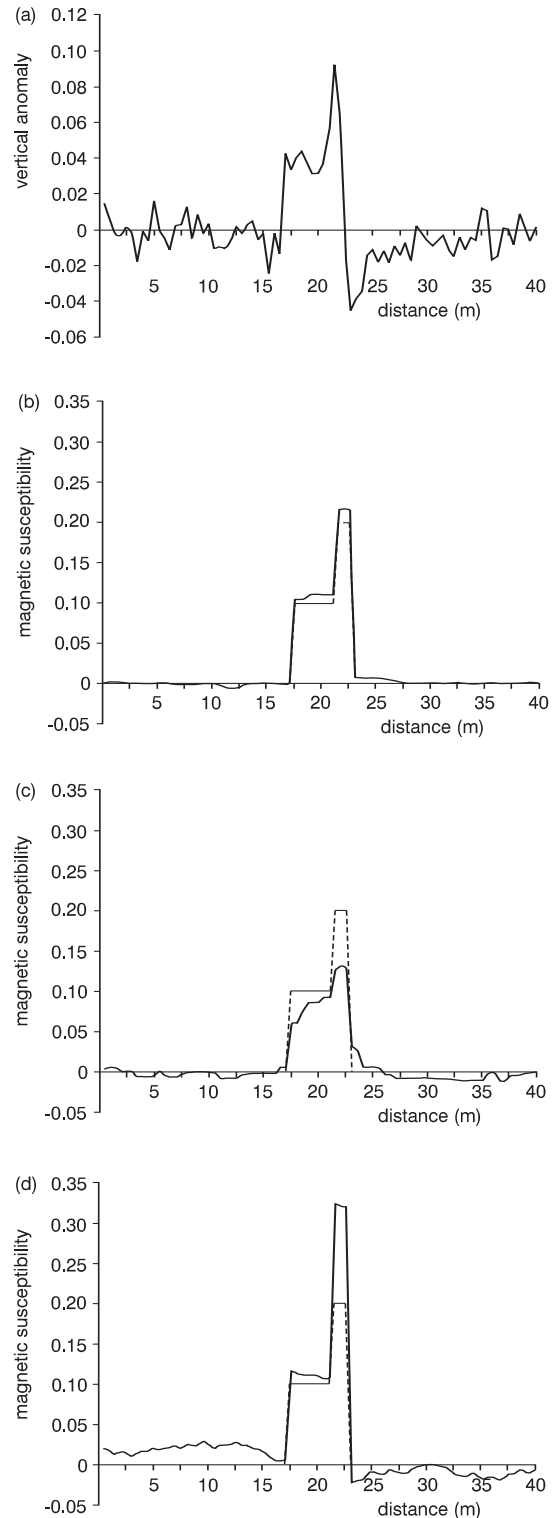 (a)
0.12
0.10
0.08
0.06
0.04
0.02
0
-0.02
-0.04
-0.06
vertical anomaly
5 10 15 20 25 30 35 40
distance (m)
(b)
0.35
0.30
0.25
0.20
0.15
0.10
0.05
0
-0.05
magnetic susceptibility
5 10 15 20 25 30 35 40
distance (m)
(c)
0.35
0.30
0.25
0.20
0.15
0.10
0.05
0
-0.05
magnetic susceptibility
5 10 15 20 25 30 35 40
distance (m)
(d)
0.35
0.30
0.25
0.20
0.15
0.10
0.05
0
-0.05
magnetic susceptibility
5 10 15 20 25 30 35 40
distance (m)